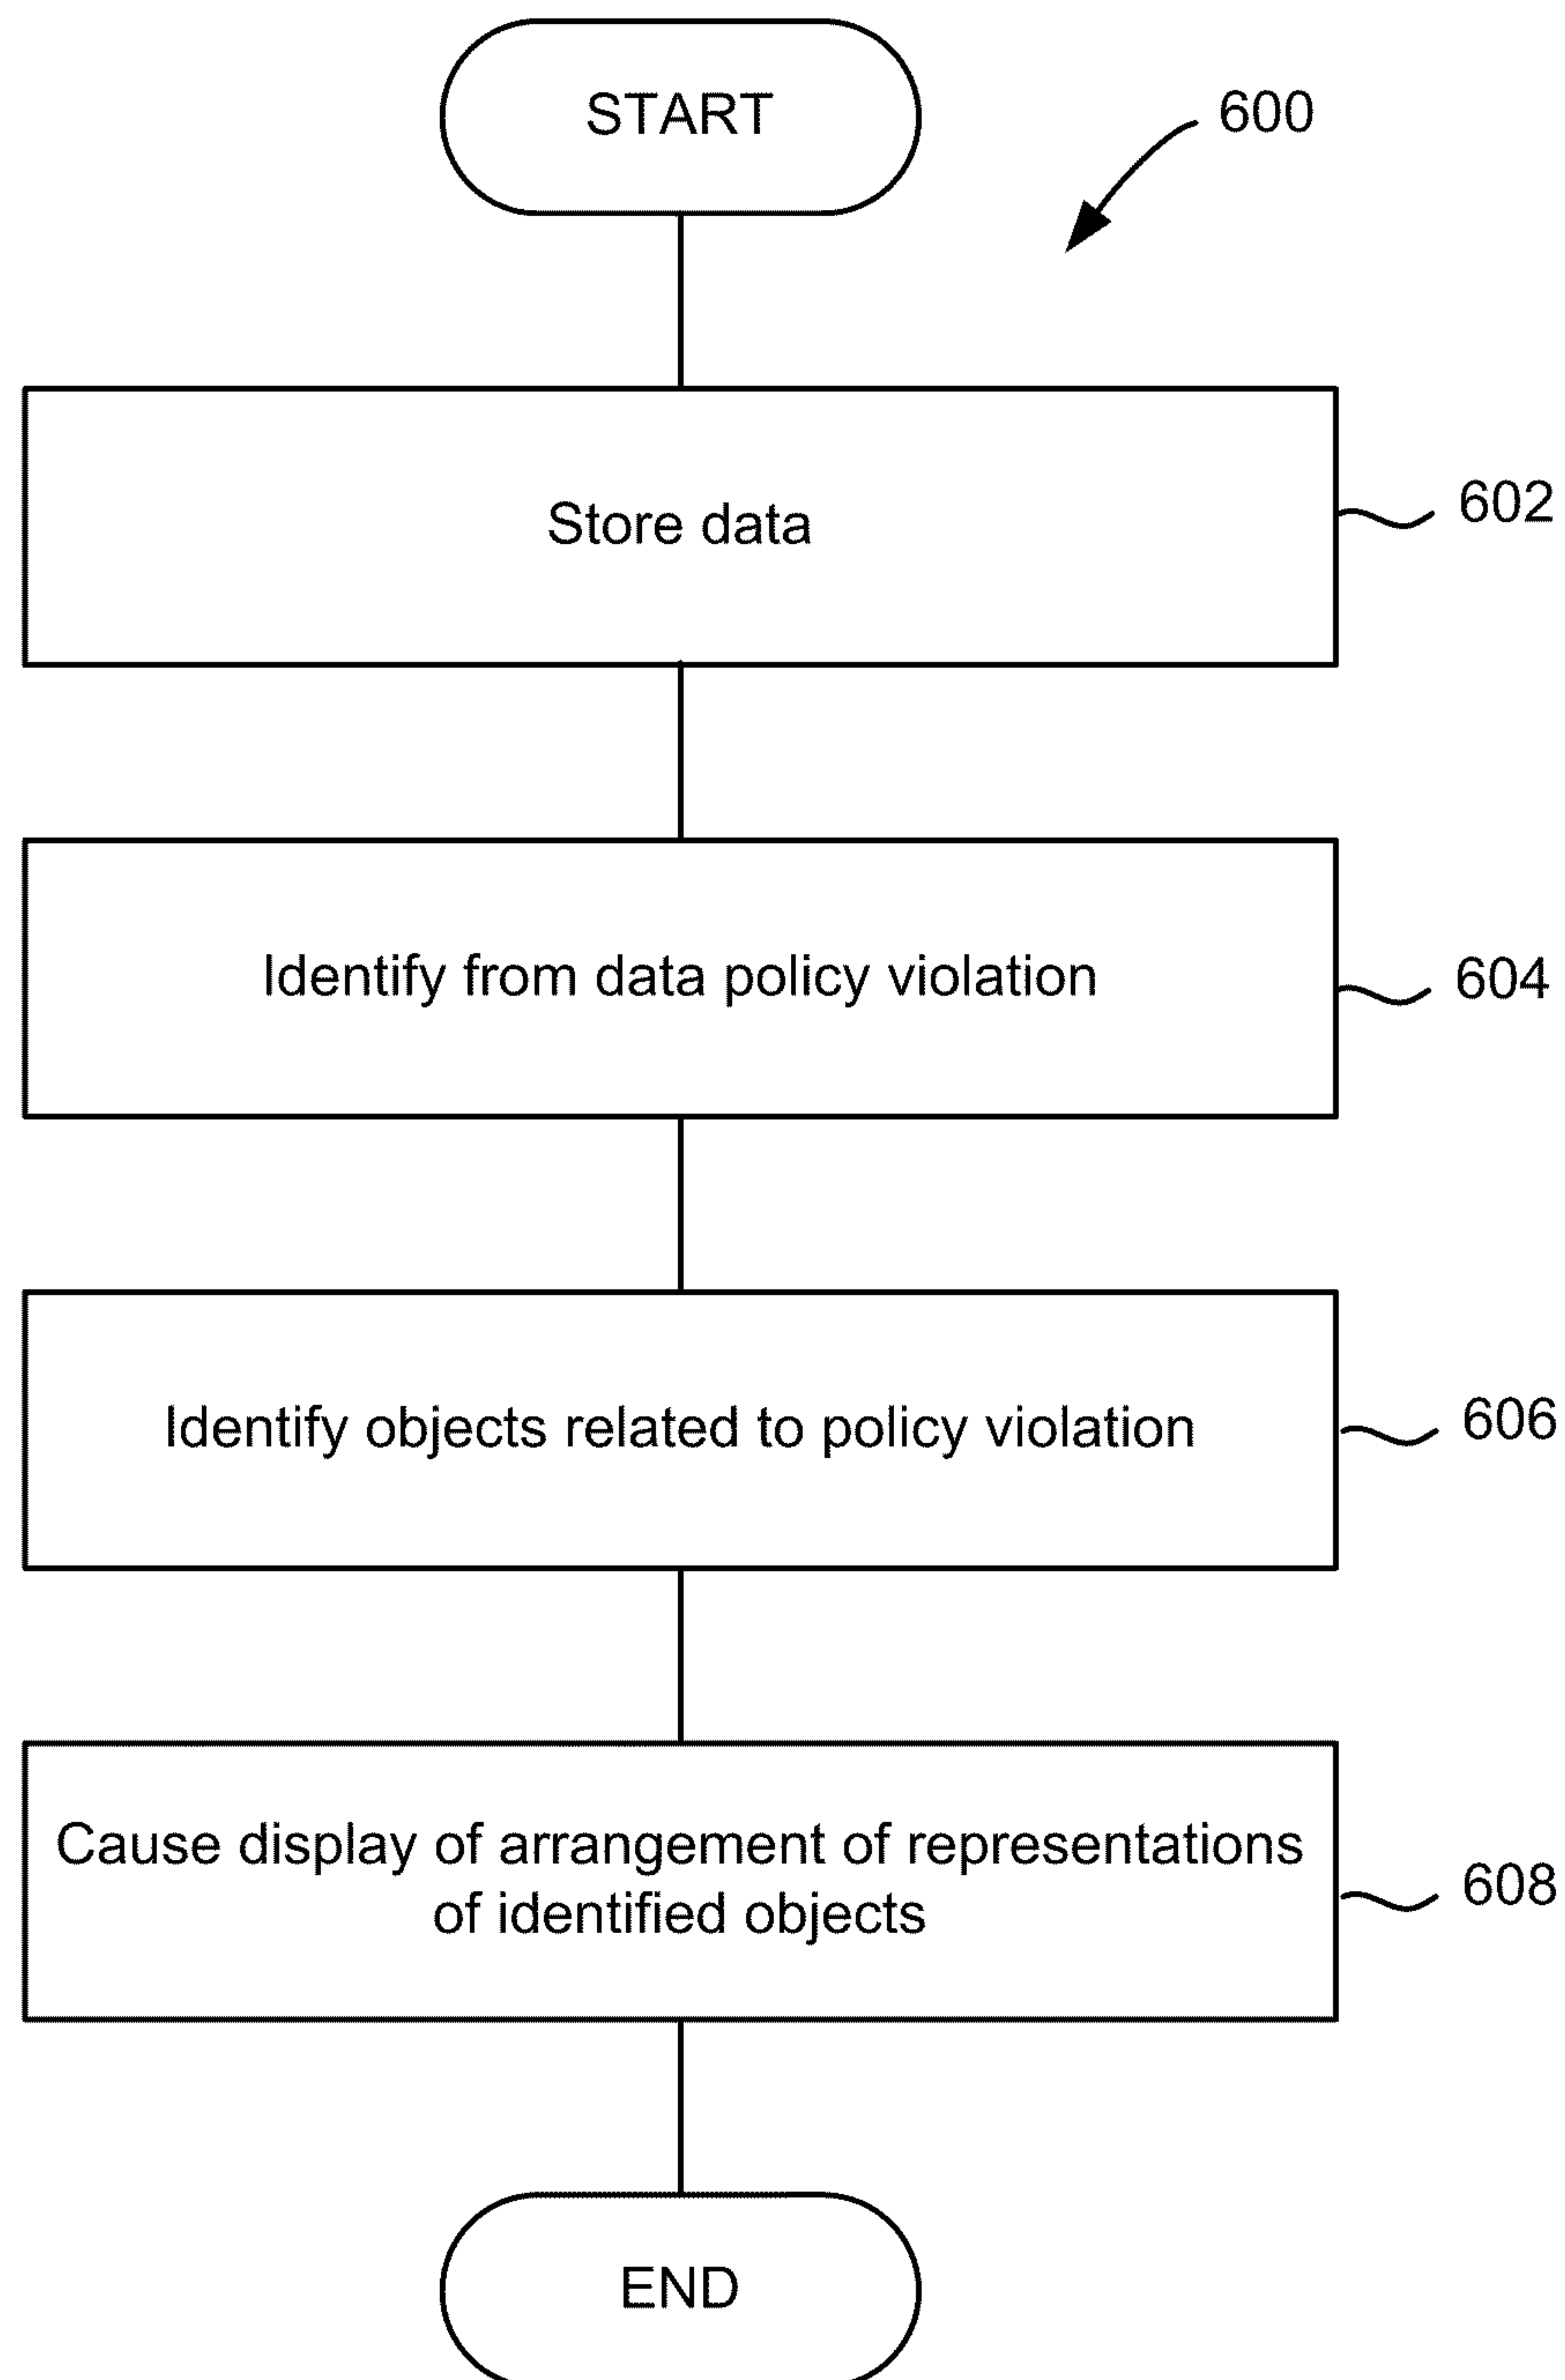 START
600
Store data
602
Identify from data policy violation
604
Identify objects related to policy violation
606
Cause display of arrangement of representations
of identified objects
608
END